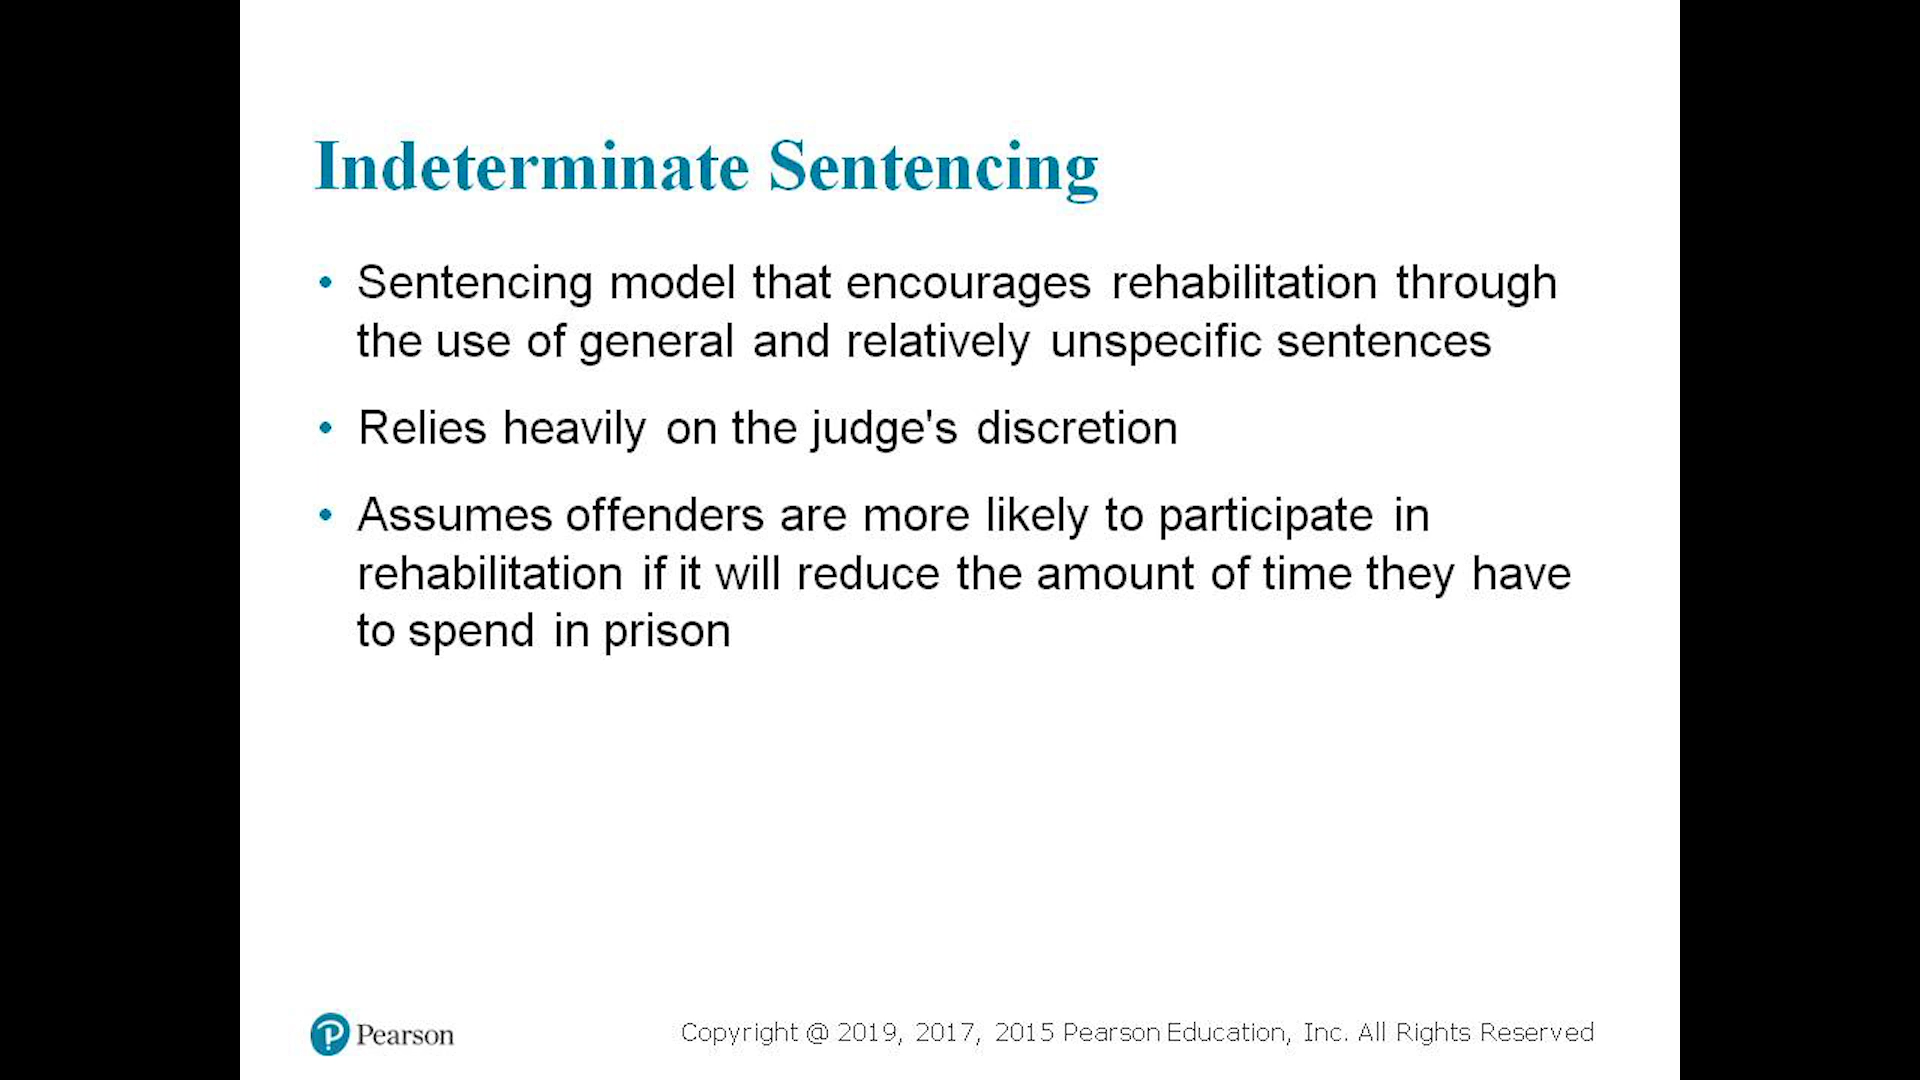 Indeterminate Sentencing
• Sentencing model that encourages rehabilitation through
the use of general and relatively unspecific sentences
• Relies heavily on the judge's discretion
• Assumes offenders are more likely to participate in
rehabilitation if it will reduce the amount of time they have
to spend in prison
Pearson
Copyright @ 2019, 2017, 2015 Pearson Education, Inc. All Rights Reserved